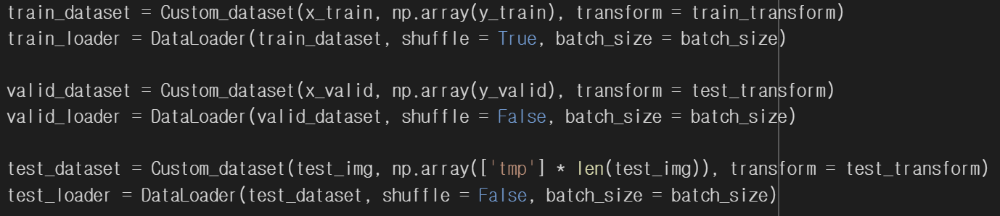 train_dataset = Custom_dataset(x_train, np.array(y_train), transform = train_transform)
train_loader = DataLoader(train_dataset, shuffle = True, batch_size = batch_size)
valid_dataset = Custom_dataset(x_valid, np.array(y_valid), transform = test_transform)
valid_loader = DataLoader(valid_dataset, shuffle = False, batch_size = batch_size)
test_dataset = Custom_dataset(test_img, np.array(['tmp'] * len(test_img)), transform = test_transform)
test_loader = DataLoader(test_dataset, shuffle = False, batch_size = batch_size)